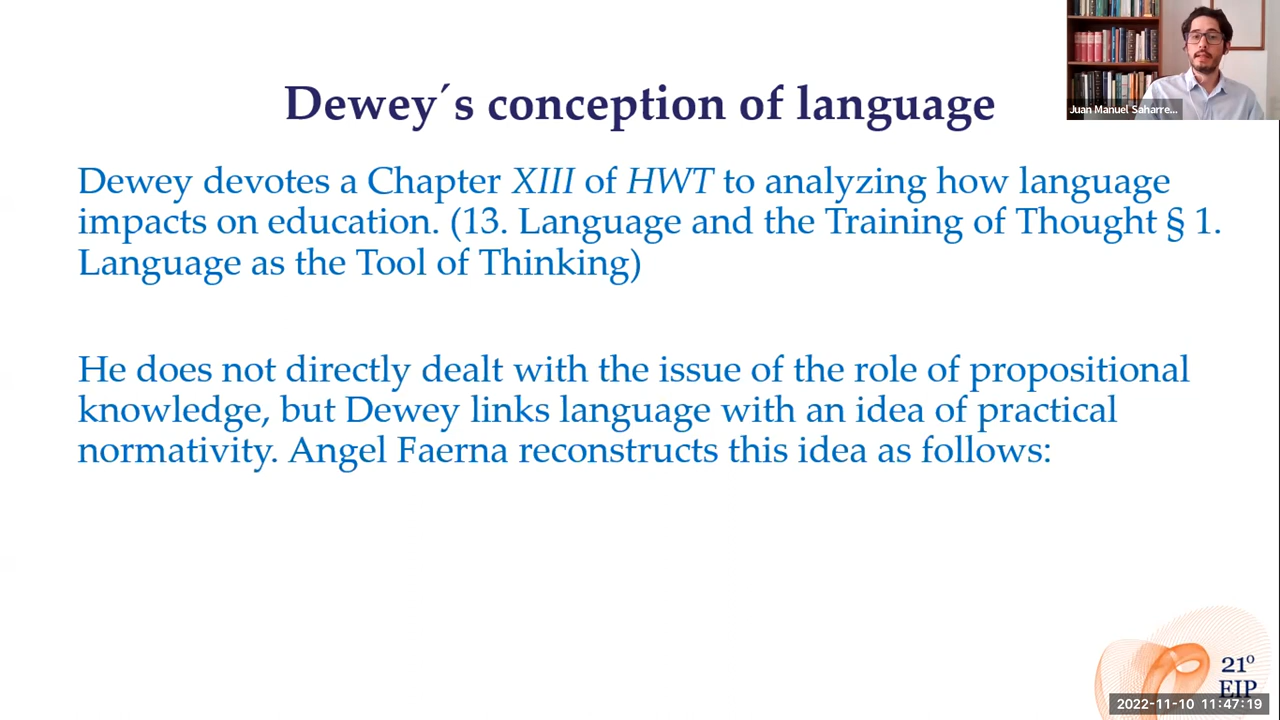 Juan Manuel Saharre...
Dewey´s conception of language
Dewey devotes a Chapter XIII of HWT to analyzing how language
impacts on education. (13. Language and the Training of Thought § 1.
Language as the Tool of Thinking)
He does not directly dealt with the issue of the role of propositional
knowledge, but Dewey links language with an idea of practical
normativity. Angel Faerna reconstructs this idea as follows:
21º
EIP
2022-11-10 11:47:19